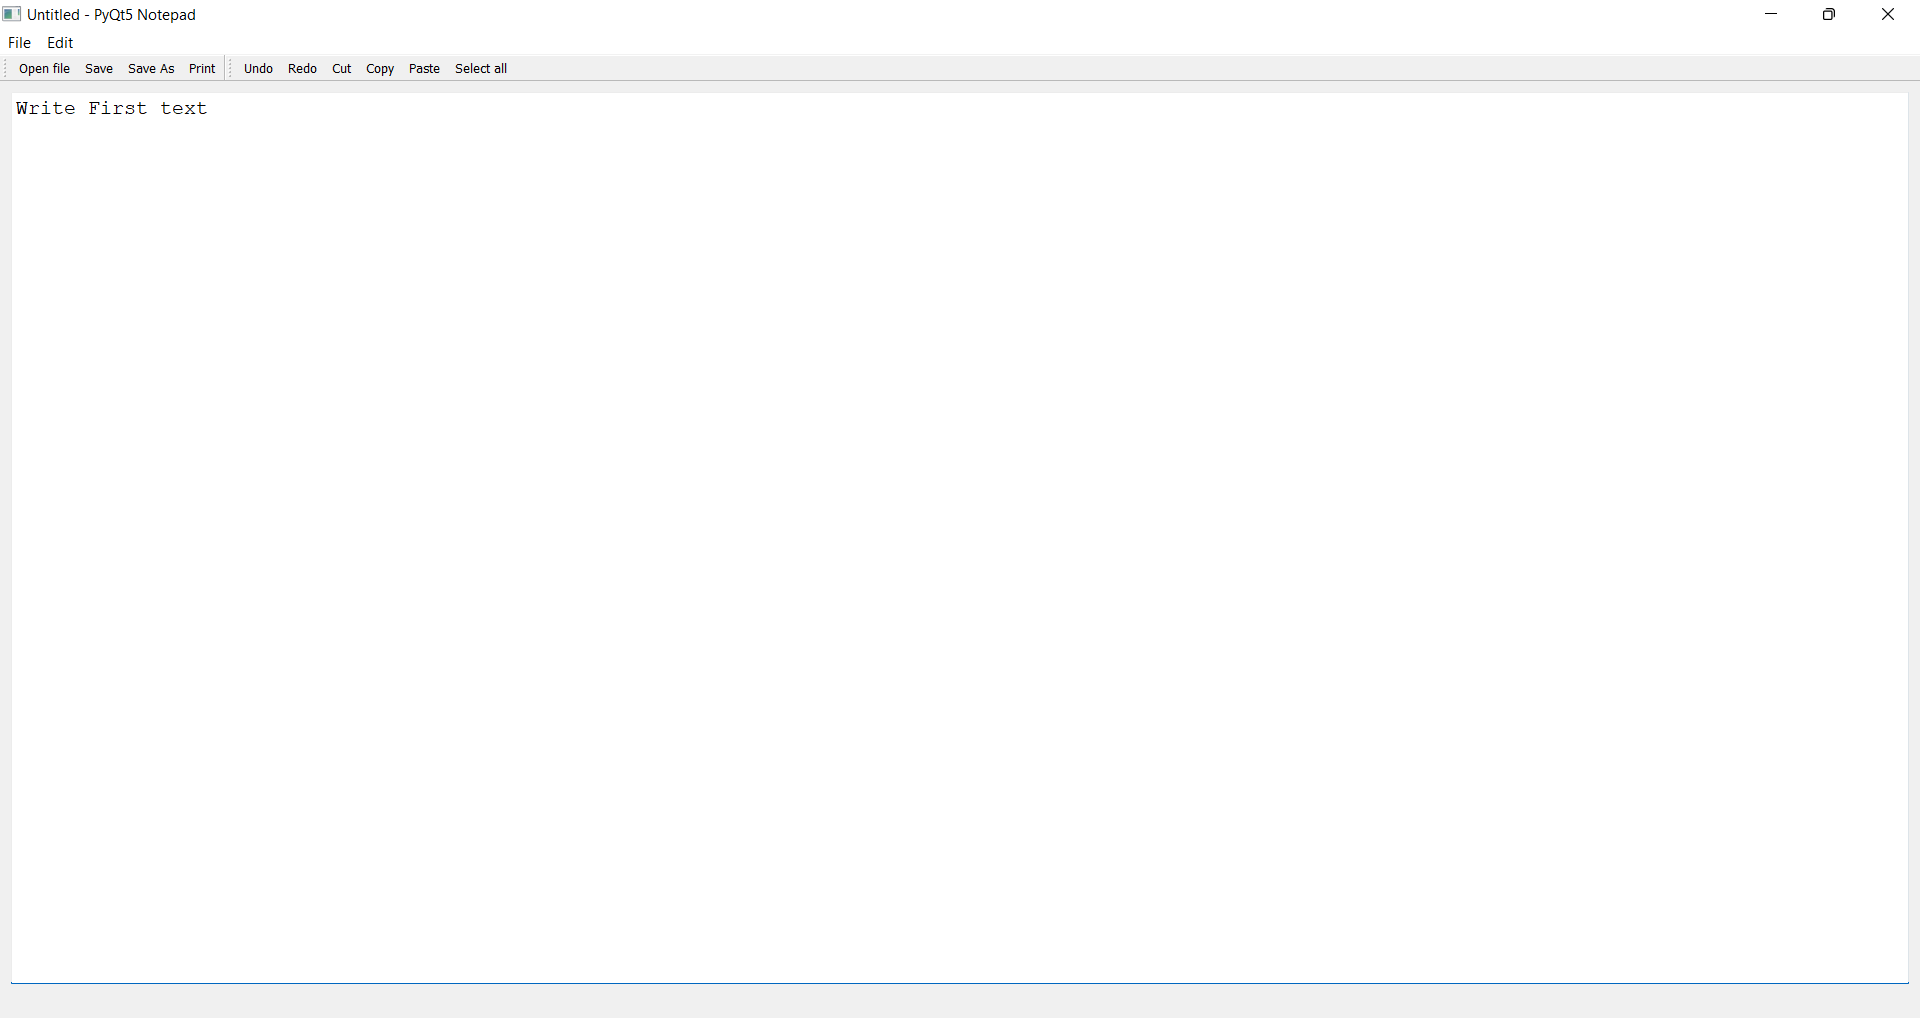 Untitled - PyQt5 Notepad
File Edit
Open file Save Save As Print Undo Redo Cut Copy Paste Select all
Write First text